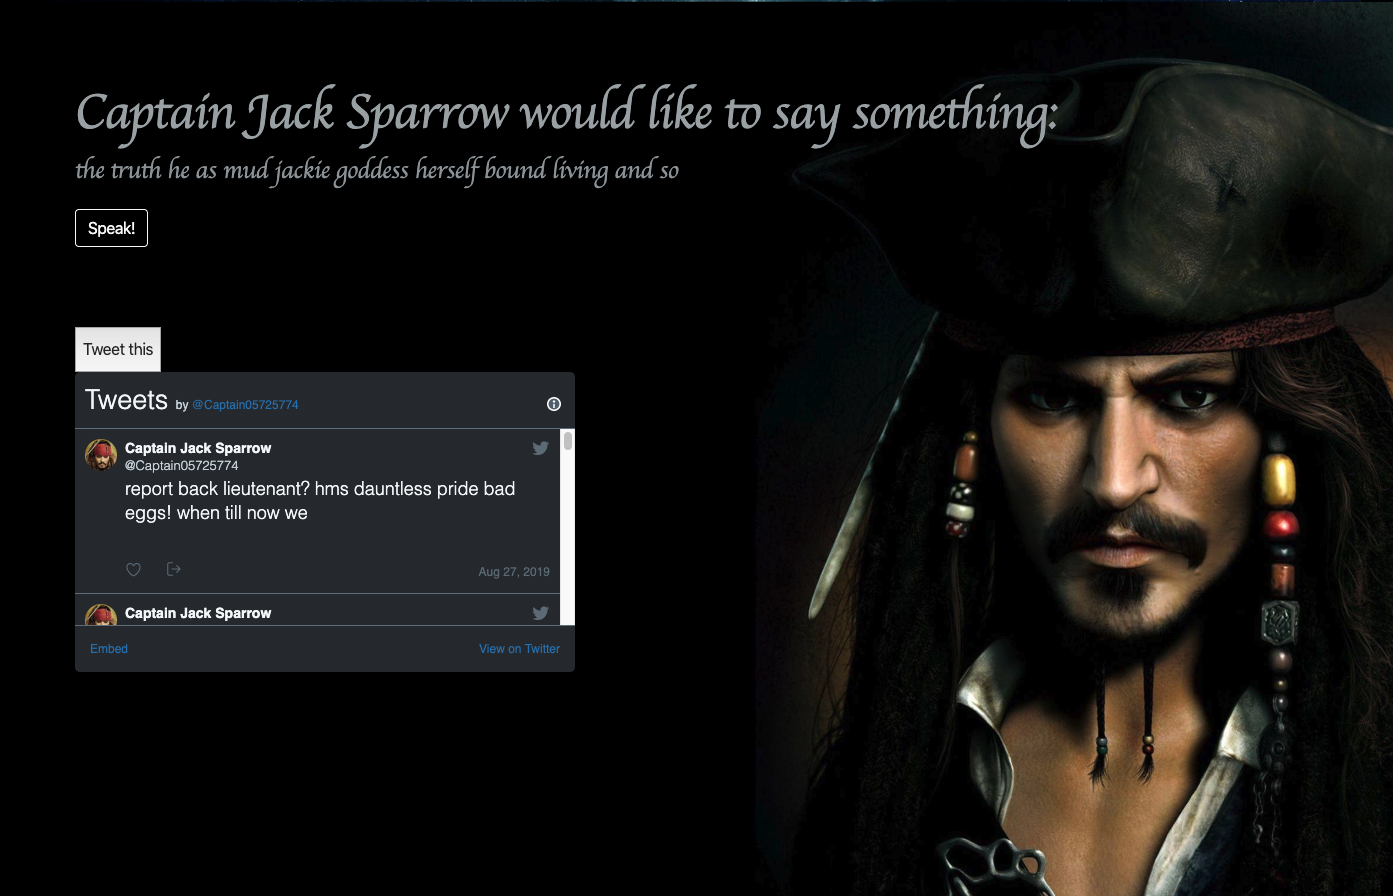 Captain Jack Sparrow would like to say something:
the truth he as mud jackie goddess herself bound living and so
Speak!
Tweet this
Tweets by @Captain05725774
Captain Jack Sparrow
@Captain05725774
report back lieutenant? hms dauntless pride bad
eggs! when till now we
Aug 27, 2019
Captain Jack Sparrow
Embed
View on Twitter